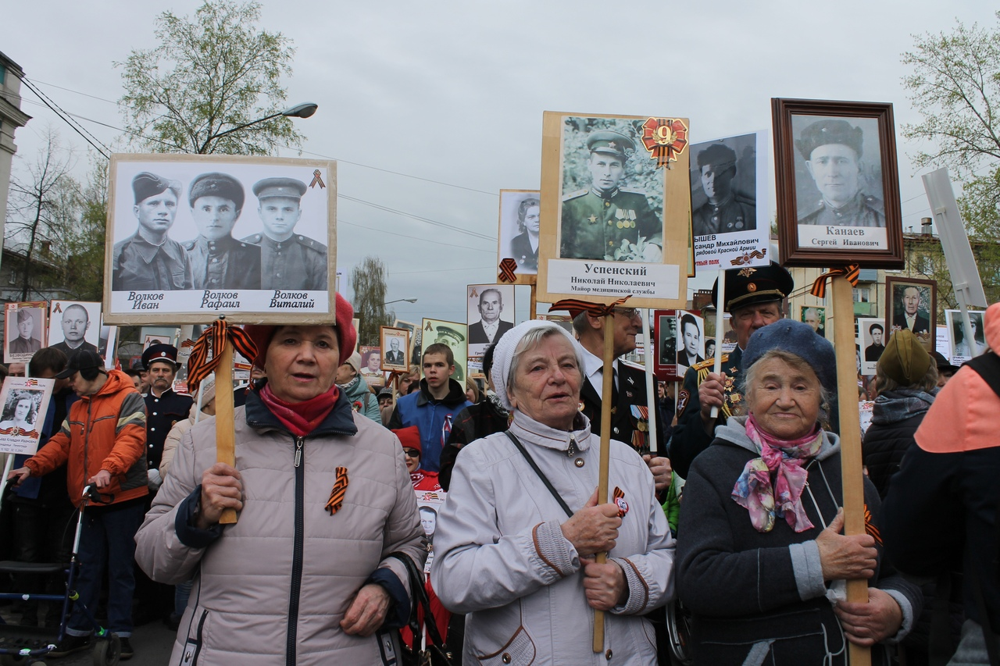 Волков
Иван
Волков
Рафаил
Волков
Виталий
9
Успенский
Николай Николаевич
Майор медицинской службы
сандр Михайлович
рядовой Красной Армии
Канаев
Сергей Иванович